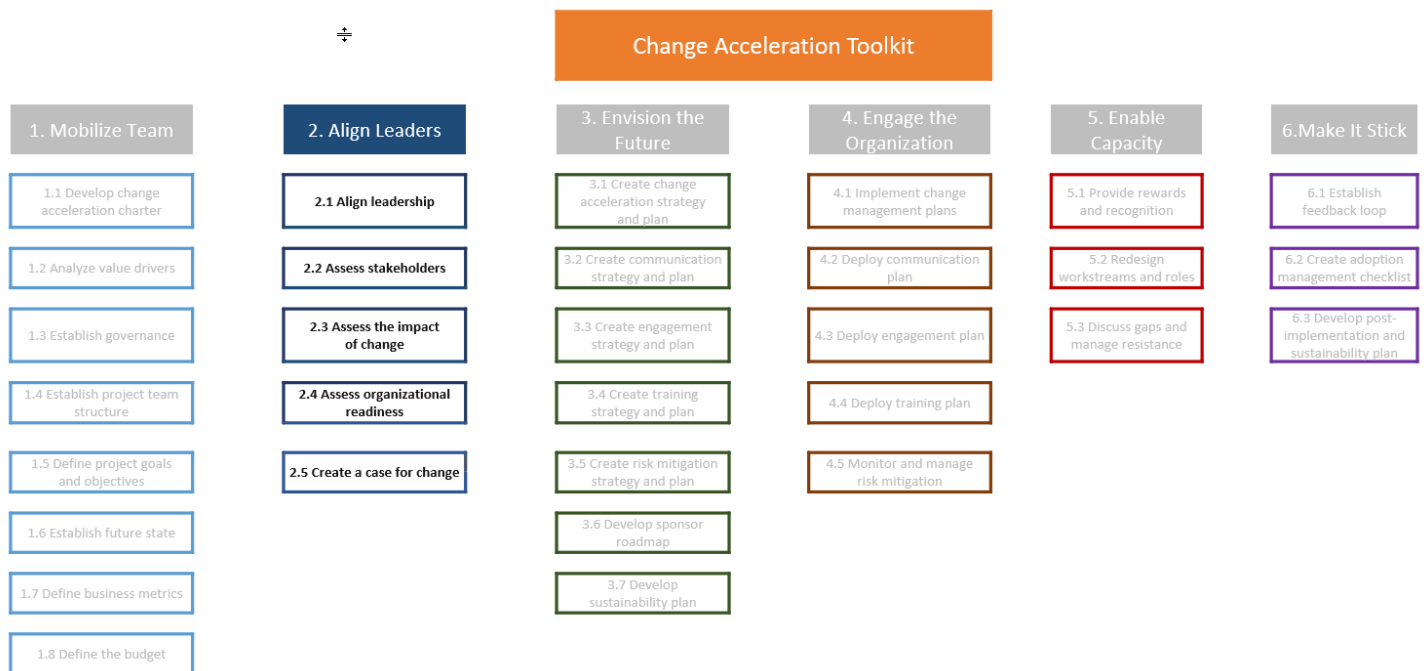 Change Acceleration Toolkit
1. Mobilize Team
1.1 Develop change
acceleration charter
1.2 Analyze value drivers
1.3 Establish governance
1.4 Establish project team
structure
1.5 Define project goals
and objectives
1.6 Establish future state
1.7 Define business metrics
1.8 Define the budget
2. Align Leaders
2.1 Align leadership
2.2 Assess stakeholders
2.3 Assess the impact
of change
2.4 Assess organizational
readiness
2.5 Create a case for change
3. Envision the
Future
3.1 Create change
acceleration strategy
and plan
3.2 Create communication
strategy and plan
3.3 Create engagement
strategy and plan
3.4 Create training
strategy and plan
3.5 Create risk mitigation
strategy and plan
3.6 Develop sponsor
roadmap
3.7 Develop
sustainability plan
4. Engage the
Organization
4.1 Implement change
management plans
4.2 Deploy communication
plan
4.3 Deploy engagement plan
4.4 Deploy training plan
4.5 Monitor and manage
risk mitigation
5. Enable
Capacity
5.1 Provide rewards
and recognition
5.2 Redesign
workstreams and roles
5.3 Discuss gaps and
manage resistance
6.Make It Stick
6.1 Establish
feedback loop
6.2 Create adoption
management checklist
6.3 Develop post-
implementation and
sustainability plan